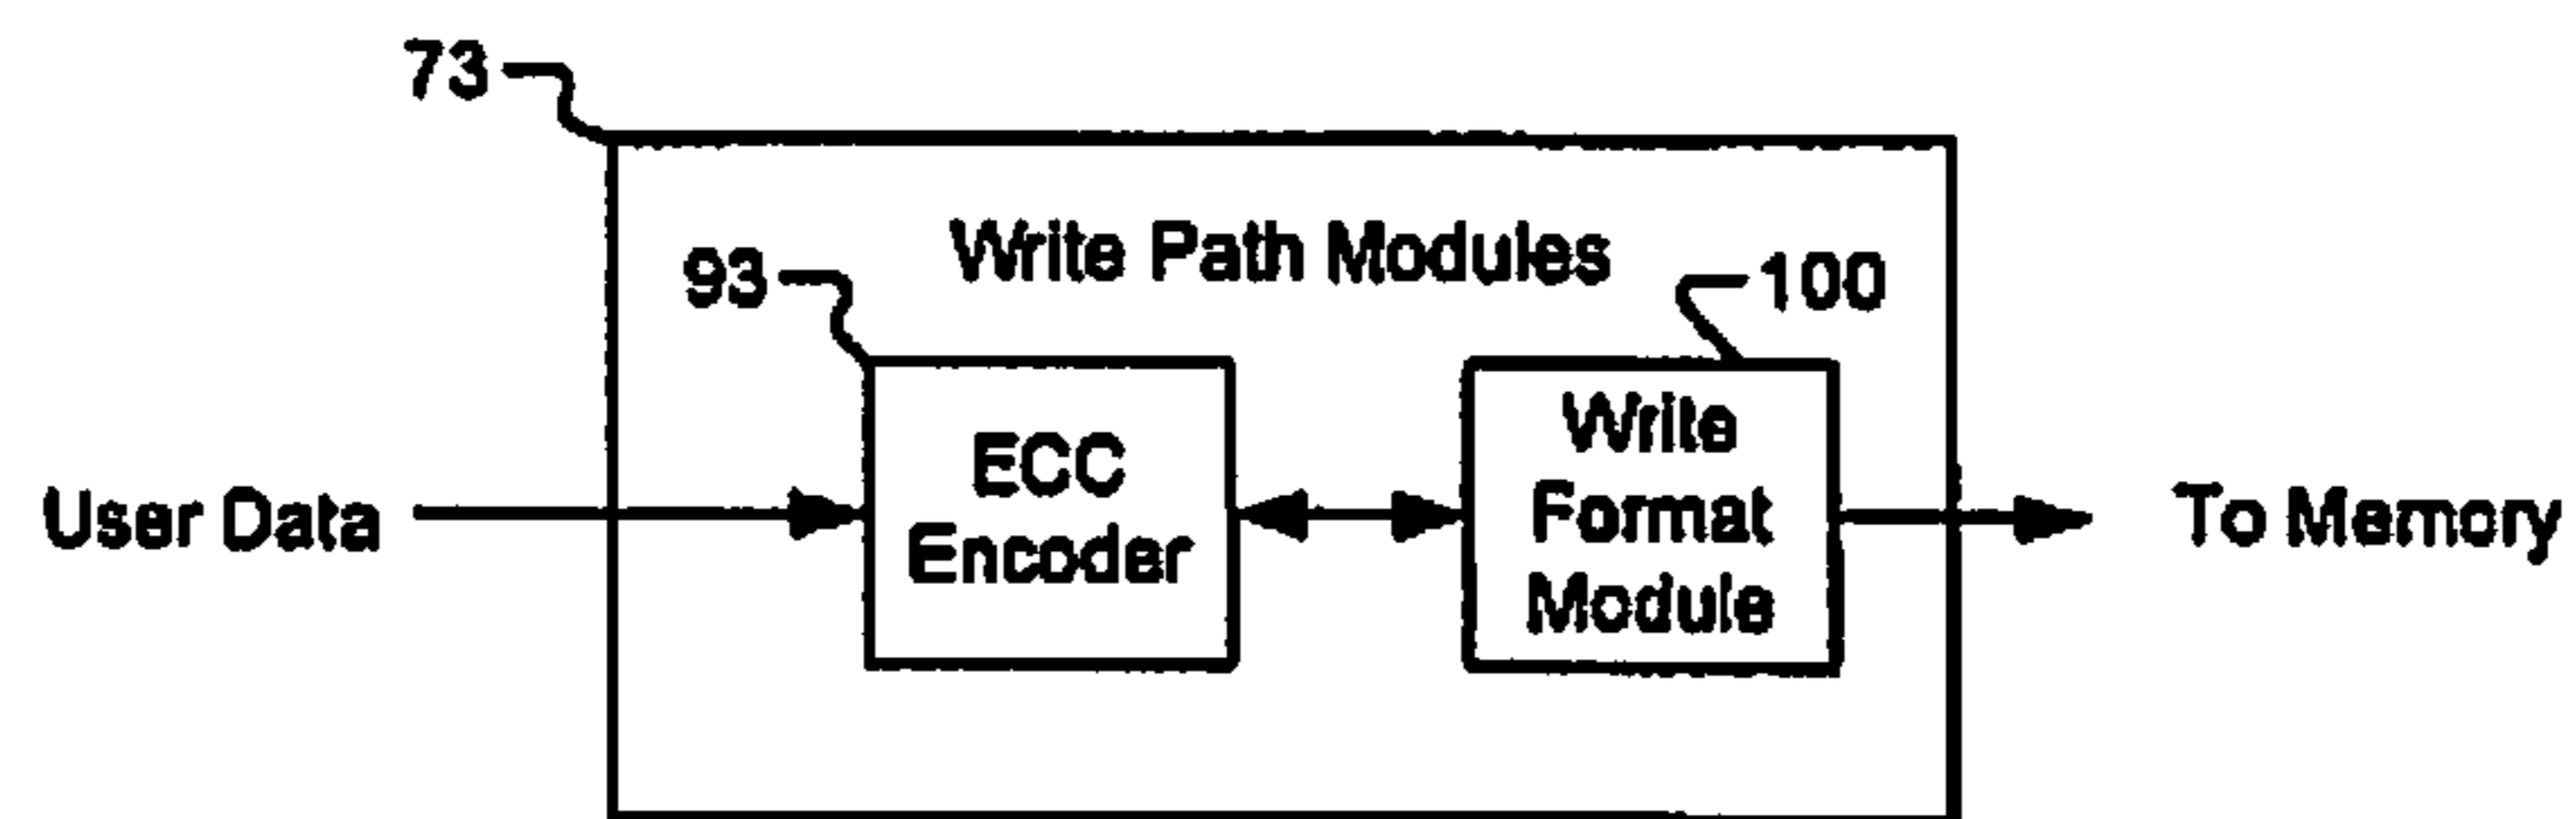 73
Write Path Modules
93
100
User Data
ECC
Encoder
Write
Format
Module
To Memory